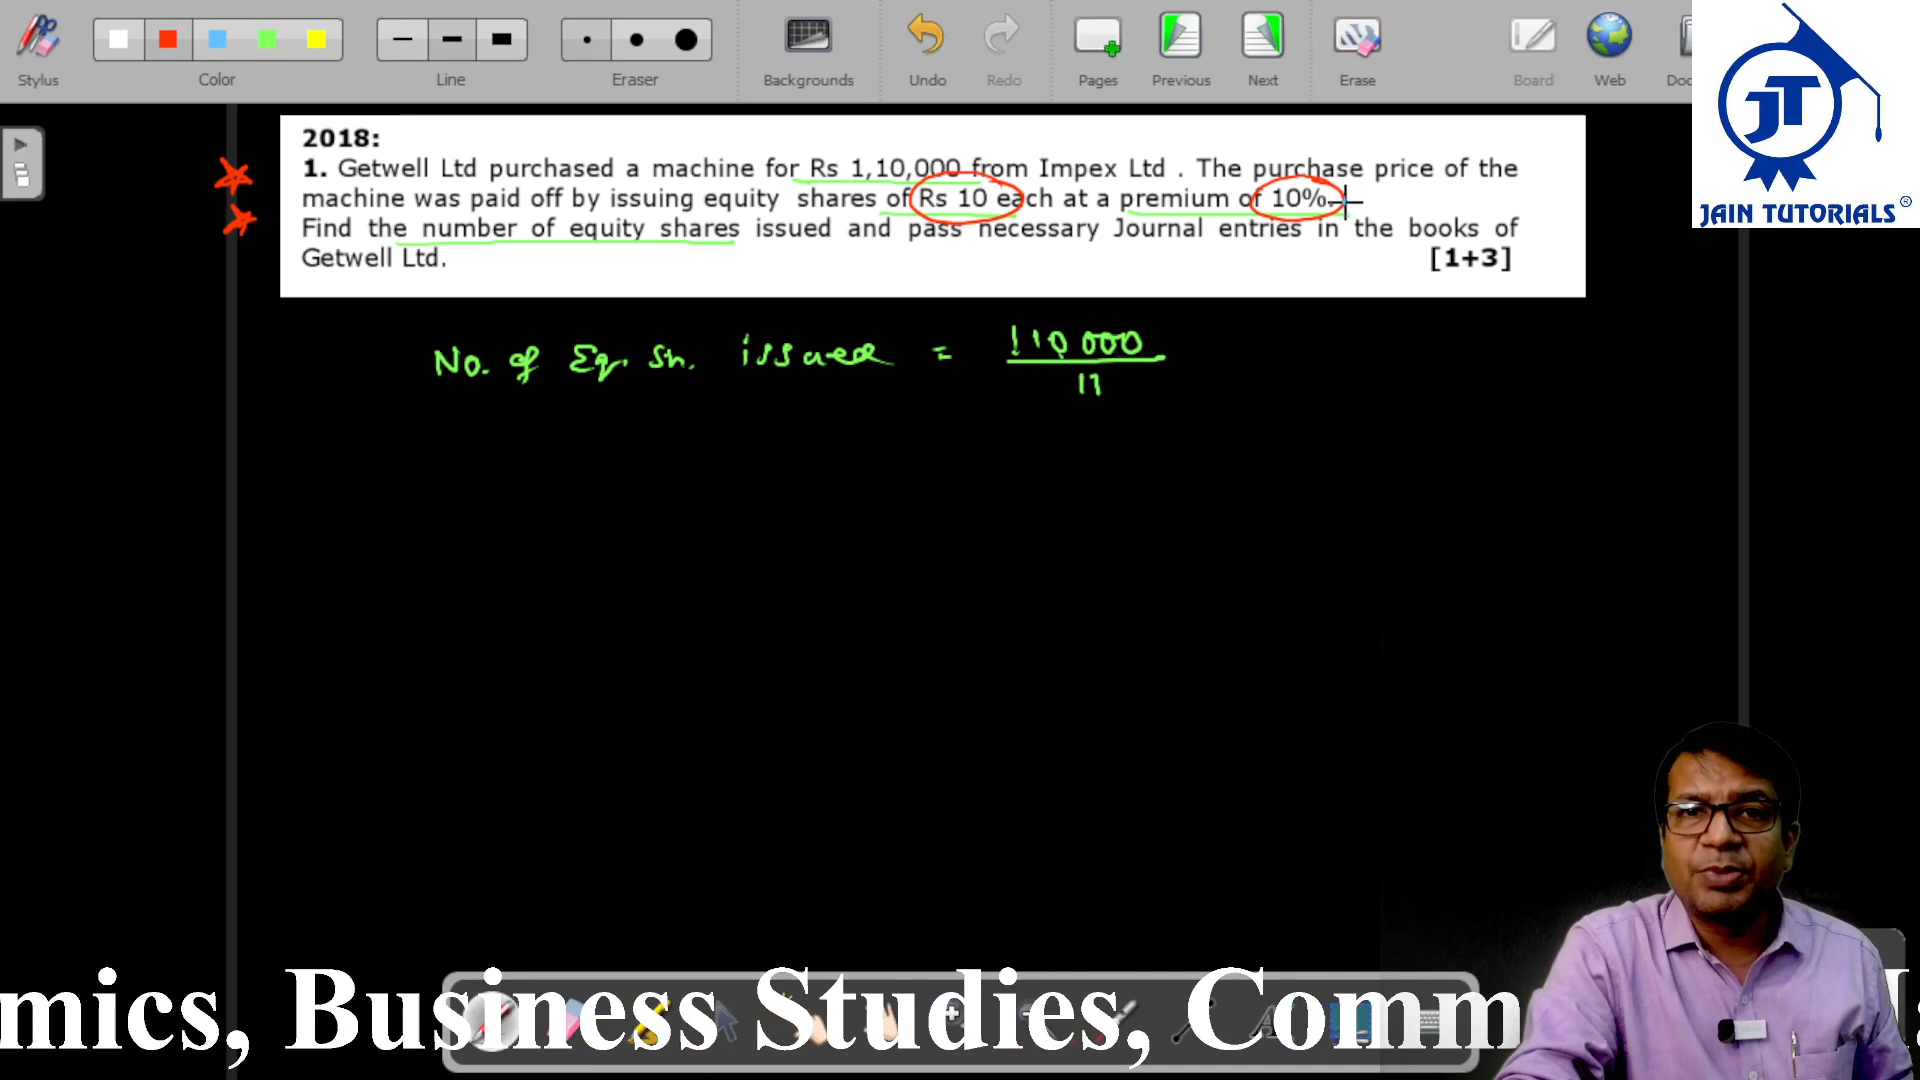 Stylus
Color
Line
Eraser
Backgrounds
Undo
Redo
Pages
Previous
Next
Erase
Board
Web
JT
JAIN TUTORIALS®
2018:
1. Getwell Ltd purchased a machine for Rs 1,10,000 from Impex Ltd . The purchase price of the
machine was paid off by issuing equity shares of Rs 10 each at a premium of 10%.
Find the number of equity shares issued and pass necessary Journal entries in the books of
Getwell Ltd. [1+3]
No. of Eq. Sh. issued = 110000
11
mics, Business Studies, Comm